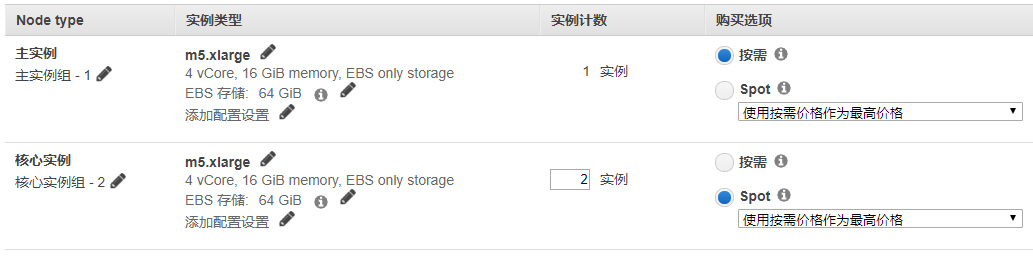 Node type 实例类型 实例计数 购买选项
主实例
主实例组 - 1
m5.xlarge
4 vCore, 16 GiB memory, EBS only storage
EBS 存储: 64 GiB
添加配置设置
1 实例
按需
Spot
使用按需价格作为最高价格
核心实例
核心实例组 - 2
m5.xlarge
4 vCore, 16 GiB memory, EBS only storage
EBS 存储: 64 GiB
添加配置设置
2 实例
按需
Spot
使用按需价格作为最高价格